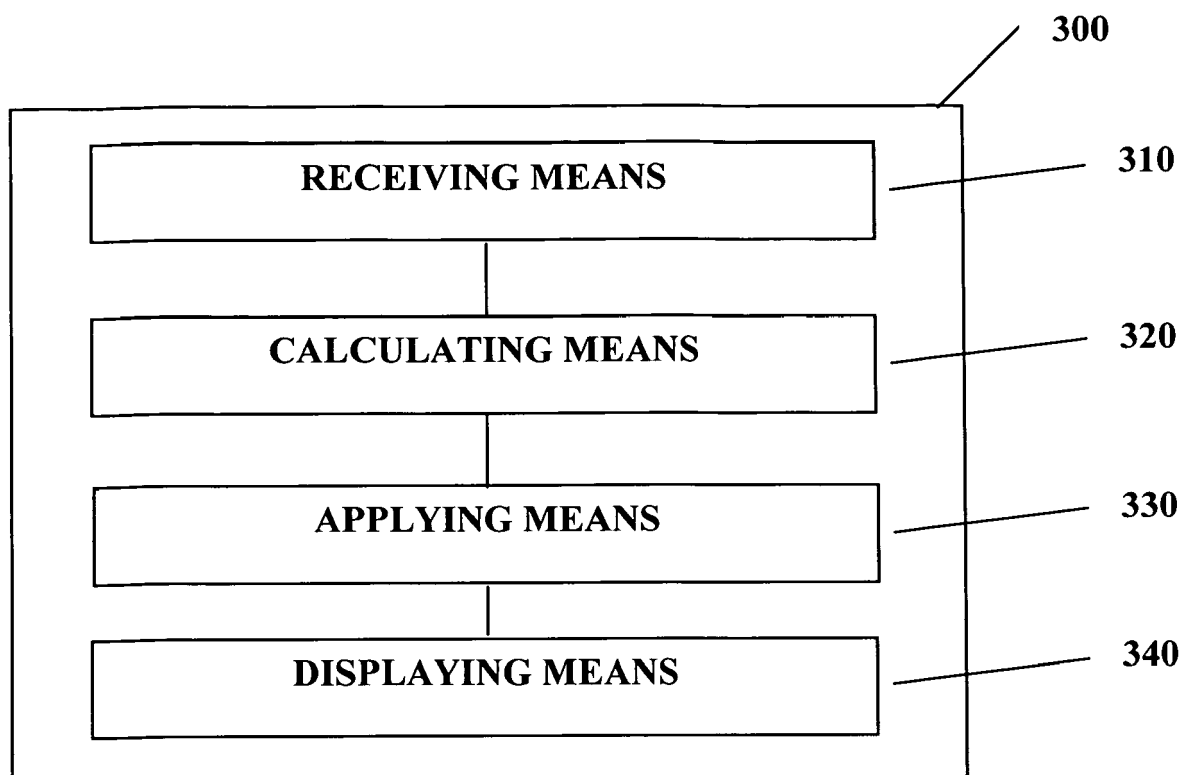 300
RECEIVING MEANS
310
CALCULATING MEANS
320
APPLYING MEANS
330
DISPLAYING MEANS
340